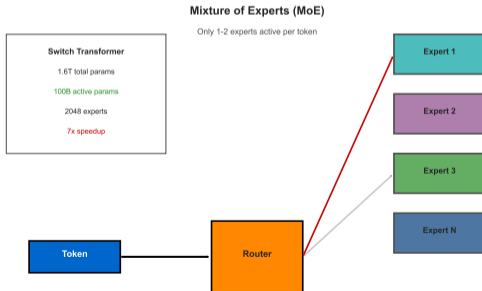 Mixture of Experts (MoE)
Only 1-2 experts active per token
Switch Transformer
1.6T total params
100B active params
2048 experts
7x speedup
Expert 1
Expert 2
Expert 3
Expert N
Token
Router